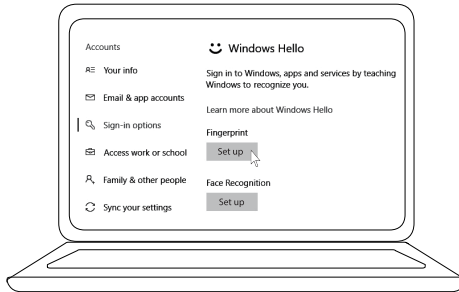 Accounts
Your info
Email & app accounts
Sign-in options
Access work or school
Family & other people
Sync your settings
Windows Hello
Sign in to Windows, apps and services by teaching
Windows to recognize you.
Learn more about Windows Hello
Fingerprint
Set up
Face Recognition
Set up